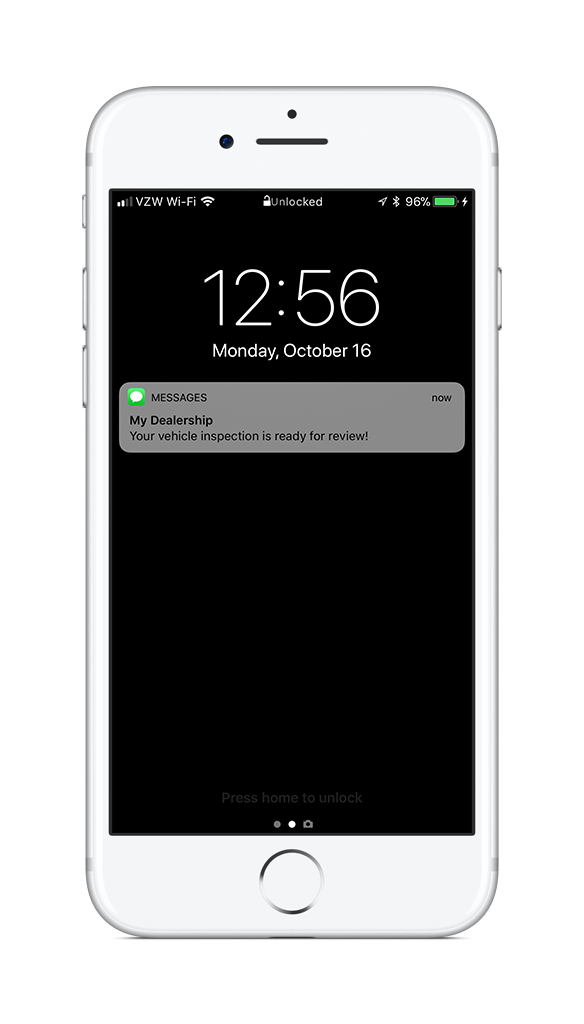 VZW Wi-Fi Unlocked 96%
12:56
Monday, October 16
MESSAGES now
My Dealership
Your vehicle inspection is ready for review!
Press home to unlock